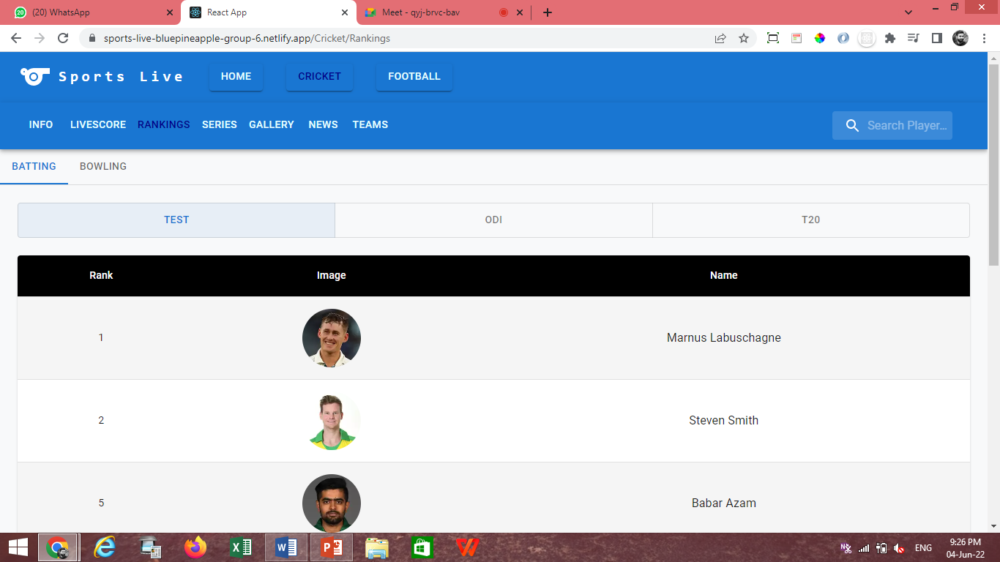 (20) WhatsApp
React App
Meet - qyj-brvc-bav
sports-live-bluepineapple-group-6.netlify.app/Cricket/Rankings
Sports Live
HOME
CRICKET
FOOTBALL
INFO
LIVESCORE
RANKINGS
SERIES
GALLERY
NEWS
TEAMS
Search Player...
BATTING
BOWLING
TEST
ODI
T20
Rank
Image
Name
1
Marnus Labuschagne
2
Steven Smith
5
Babar Azam
ENG
9:26 PM
04-Jun-22